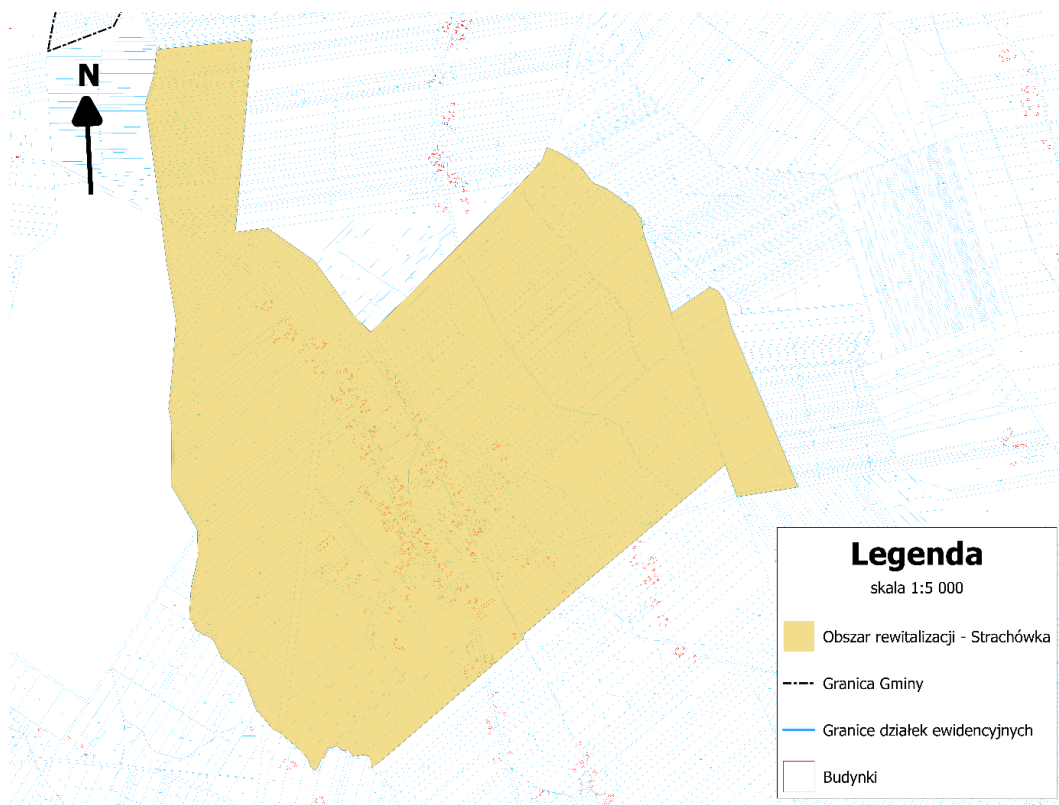 N
Legenda
skala 1:5 000
Obszar rewitalizacji - Strachówka
Granica Gminy
Granice działek ewidencyjnych
Budynki